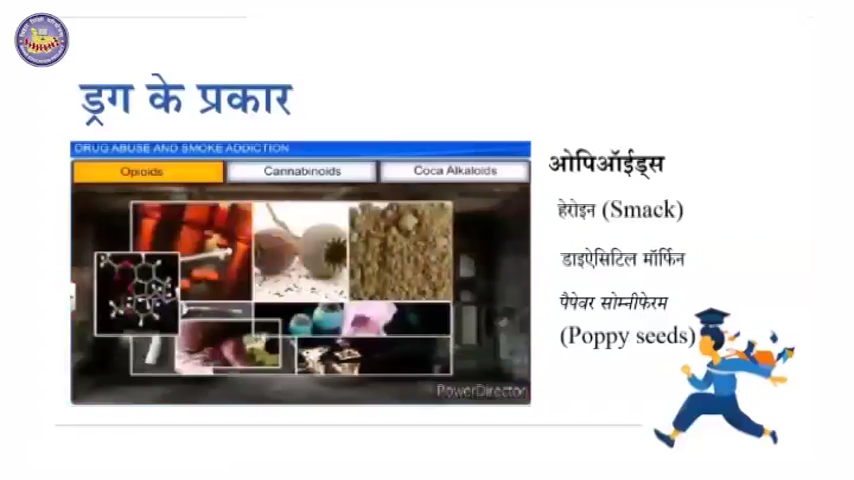 ड्रग के प्रकार
DRUG ABUSE AND SMOKE ADDICTION
Opioids
Cannabinoids
Coca Alkaloids
PowerDirector
ओपिऑईड्स
हेरोइन (Smack)
डाइऐसिटिल मॉर्फिन
पैपेवर सोम्नीफेरम
(Poppy seeds)